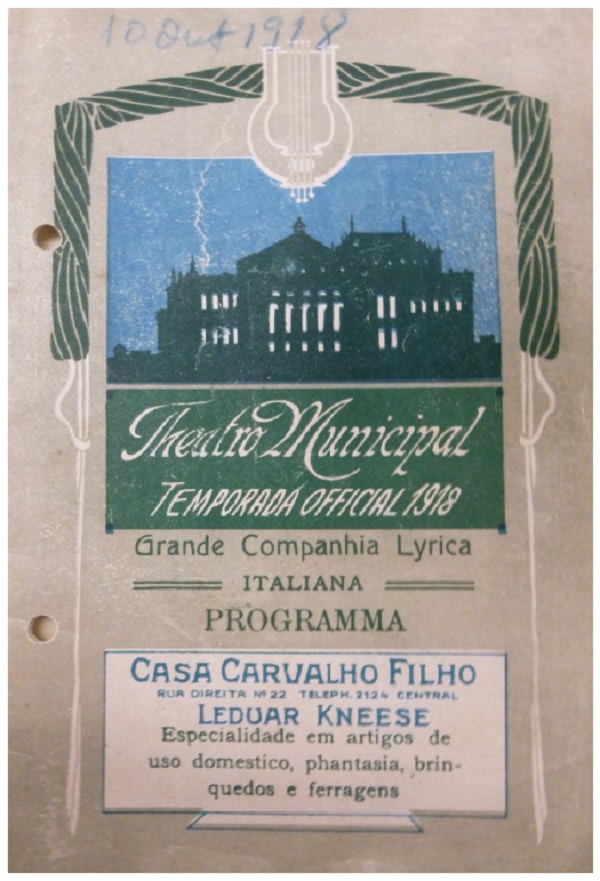 10 Out 1918
Theatro Municipal
TEMPORADA OFFICIAL 1918
Grande Companhia Lyrica
ITALIANA
PROGRAMMA
CASA CARVALHO FILHO
RUA DIREITA Nº 22 TELEPH. 2124 CENTRAL
LEDUAR KNEESE
Especialidade em artigos de
uso domestico, phantasia, brin-
quedos e ferragens